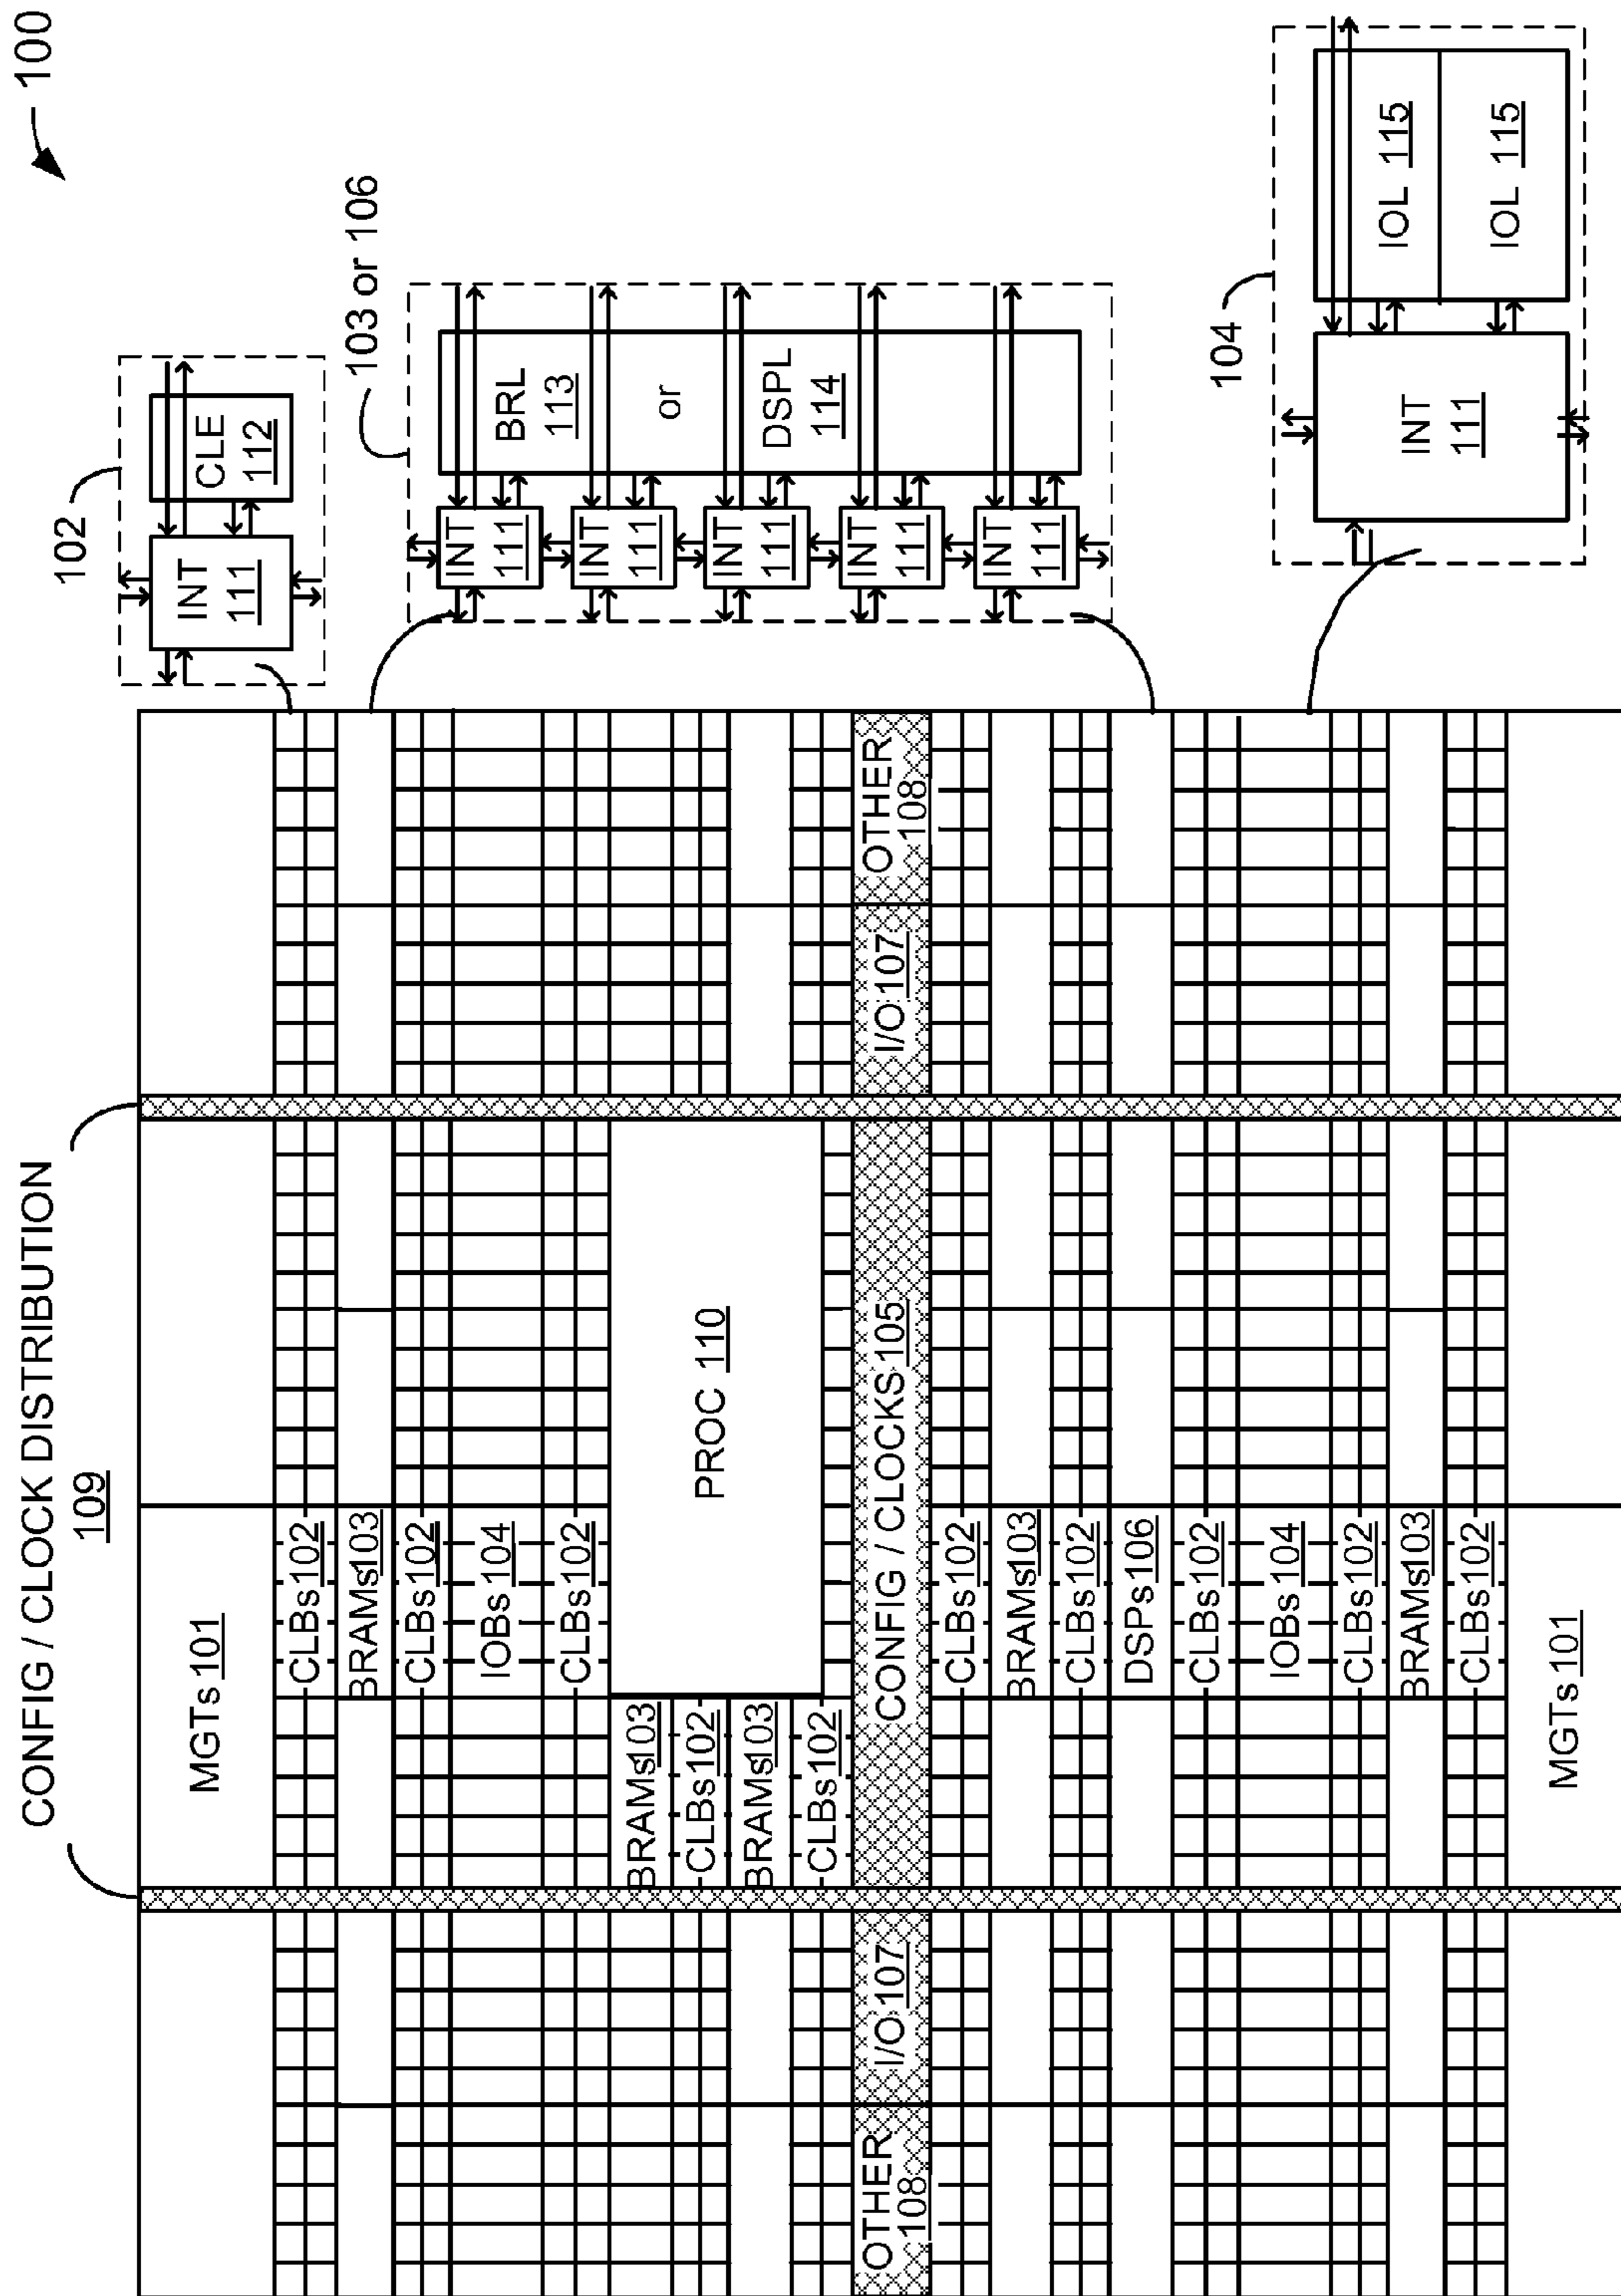 100
CONFIG / CLOCK DISTRIBUTION
109
MGTs 101
CLBs 102
BRAMs 103
CLBs 102
IOBs 104
CLBs 102
BRAMs 103
CLBs 102
BRAMs 103
CLBs 102
PROC 110
OTHER
108
I/O 107
CONFIG / CLOCKS 105
I/O 107
OTHER
108
CLBs 102
BRAMs 103
CLBs 102
DSPs 106
CLBs 102
IOBs 104
CLBs 102
BRAMs 103
CLBs 102
MGTs 101
102
INT
111
CLE
112
103 or 106
INT
111
INT
111
INT
111
INT
111
INT
111
BRL
113
or
DSPL
114
104
INT
111
IOL 115
IOL 115